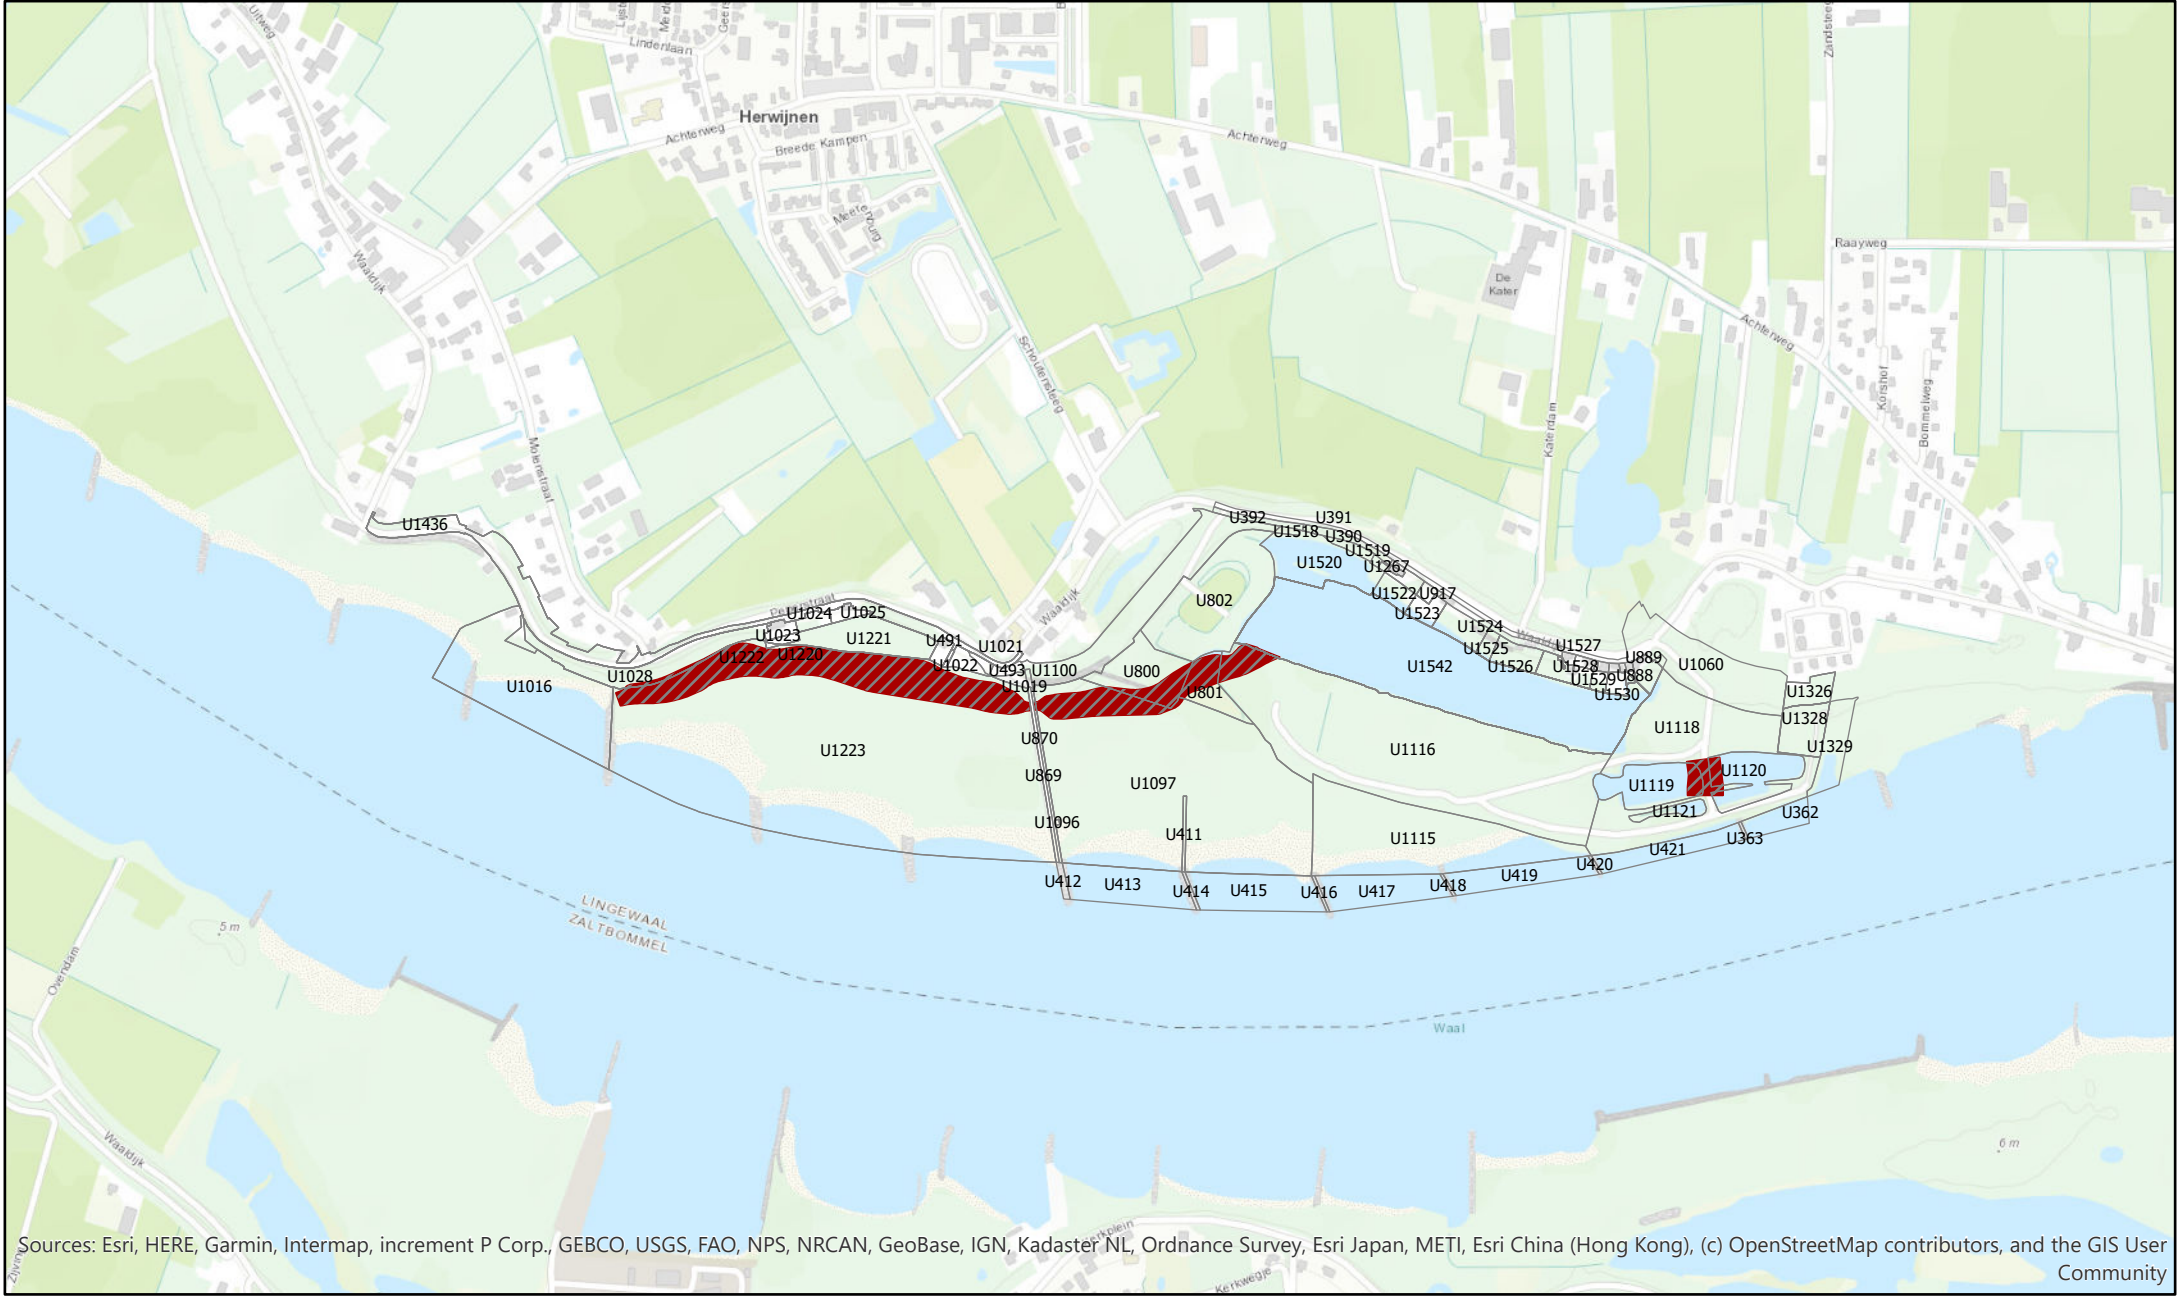 Uitweg
Lindenlaan
Zandsteeg
Herwijnen
Achterweg
Breede Kampen
Achterweg
Meerenburg
Raayweg
Waaldijk
De
Kater
Achterweg
Schoutensteeg
Korshof
Bommelweg
Katerdam
Molenstraat
U1436
U392
U391
U1518
U390
U1519
U1520
U1267
U1522
U917
U802
U1523
Waaldijk
U1024
U1025
U1524
U1023
U1221
U491
U1021
U1525
U1527
U1222
U1220
U1022
U493
U1100
U800
U1542
U1526
U1528
U889
U1060
U1028
U1529
U888
U1016
U1019
U801
U1530
U1326
U1118
U1328
U870
U1223
U1116
U1329
U869
U1097
U1119
U1120
U1096
U411
U1115
U1121
U362
U363
U421
U420
U412
U413
U414
U415
U416
U417
U418
U419
LINGEWAAL
ZALTBOMMEL
5 m
Ovendam
Waal
Waaldijk
6 m
Kerkwegje
Sources: Esri, HERE, Garmin, Intermap, increment P Corp., GEBCO, USGS, FAO, NPS, NRCAN, GeoBase, IGN, Kadaster NL, Ordnance Survey, Esri Japan, METI, Esri China (Hong Kong), (c) OpenStreetMap contributors, and the GIS User
Community